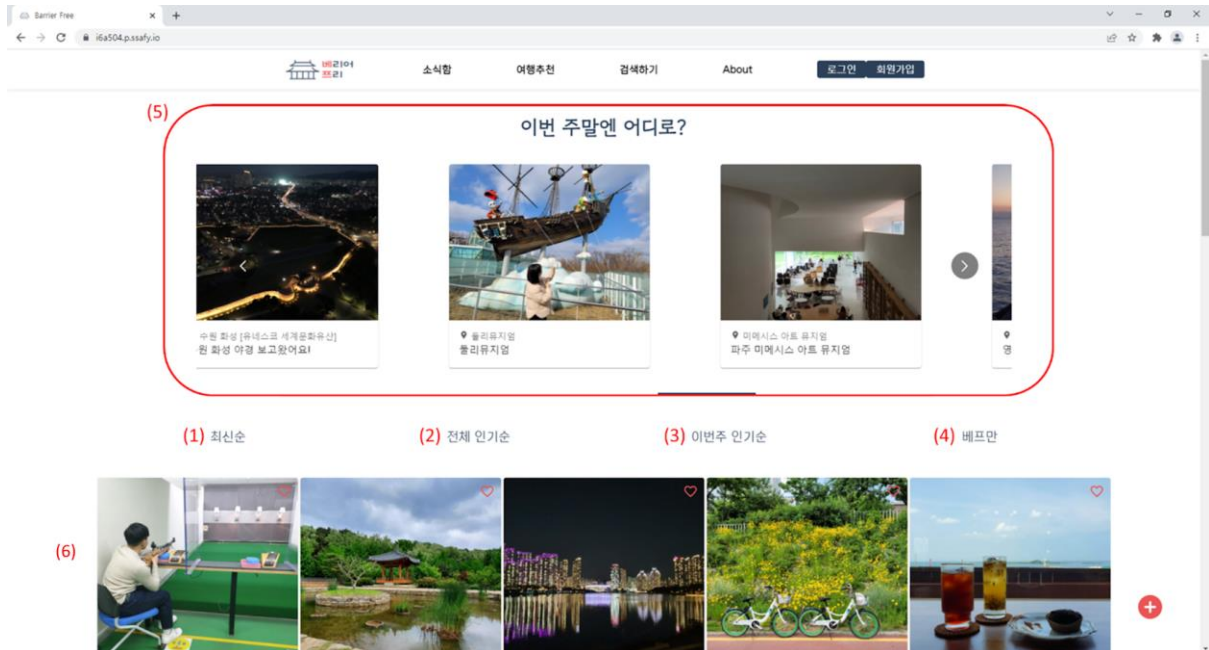 Barrier Free
i6a504.p.ssafy.io
베리어
프리
소식함
여행추천
검색하기
About
로그인
회원가입
(5)
이번 주말엔 어디로?
수원 화성 [유네스코 세계문화유산]
원 화성 야경 보고왔어요!
둘리뮤지엄
둘리뮤지엄
미메시스 아트 뮤지엄
파주 미메시스 아트 뮤지엄
영
(1) 최신순
(2) 전체 인기순
(3) 이번주 인기순
(4) 베프만
(6)